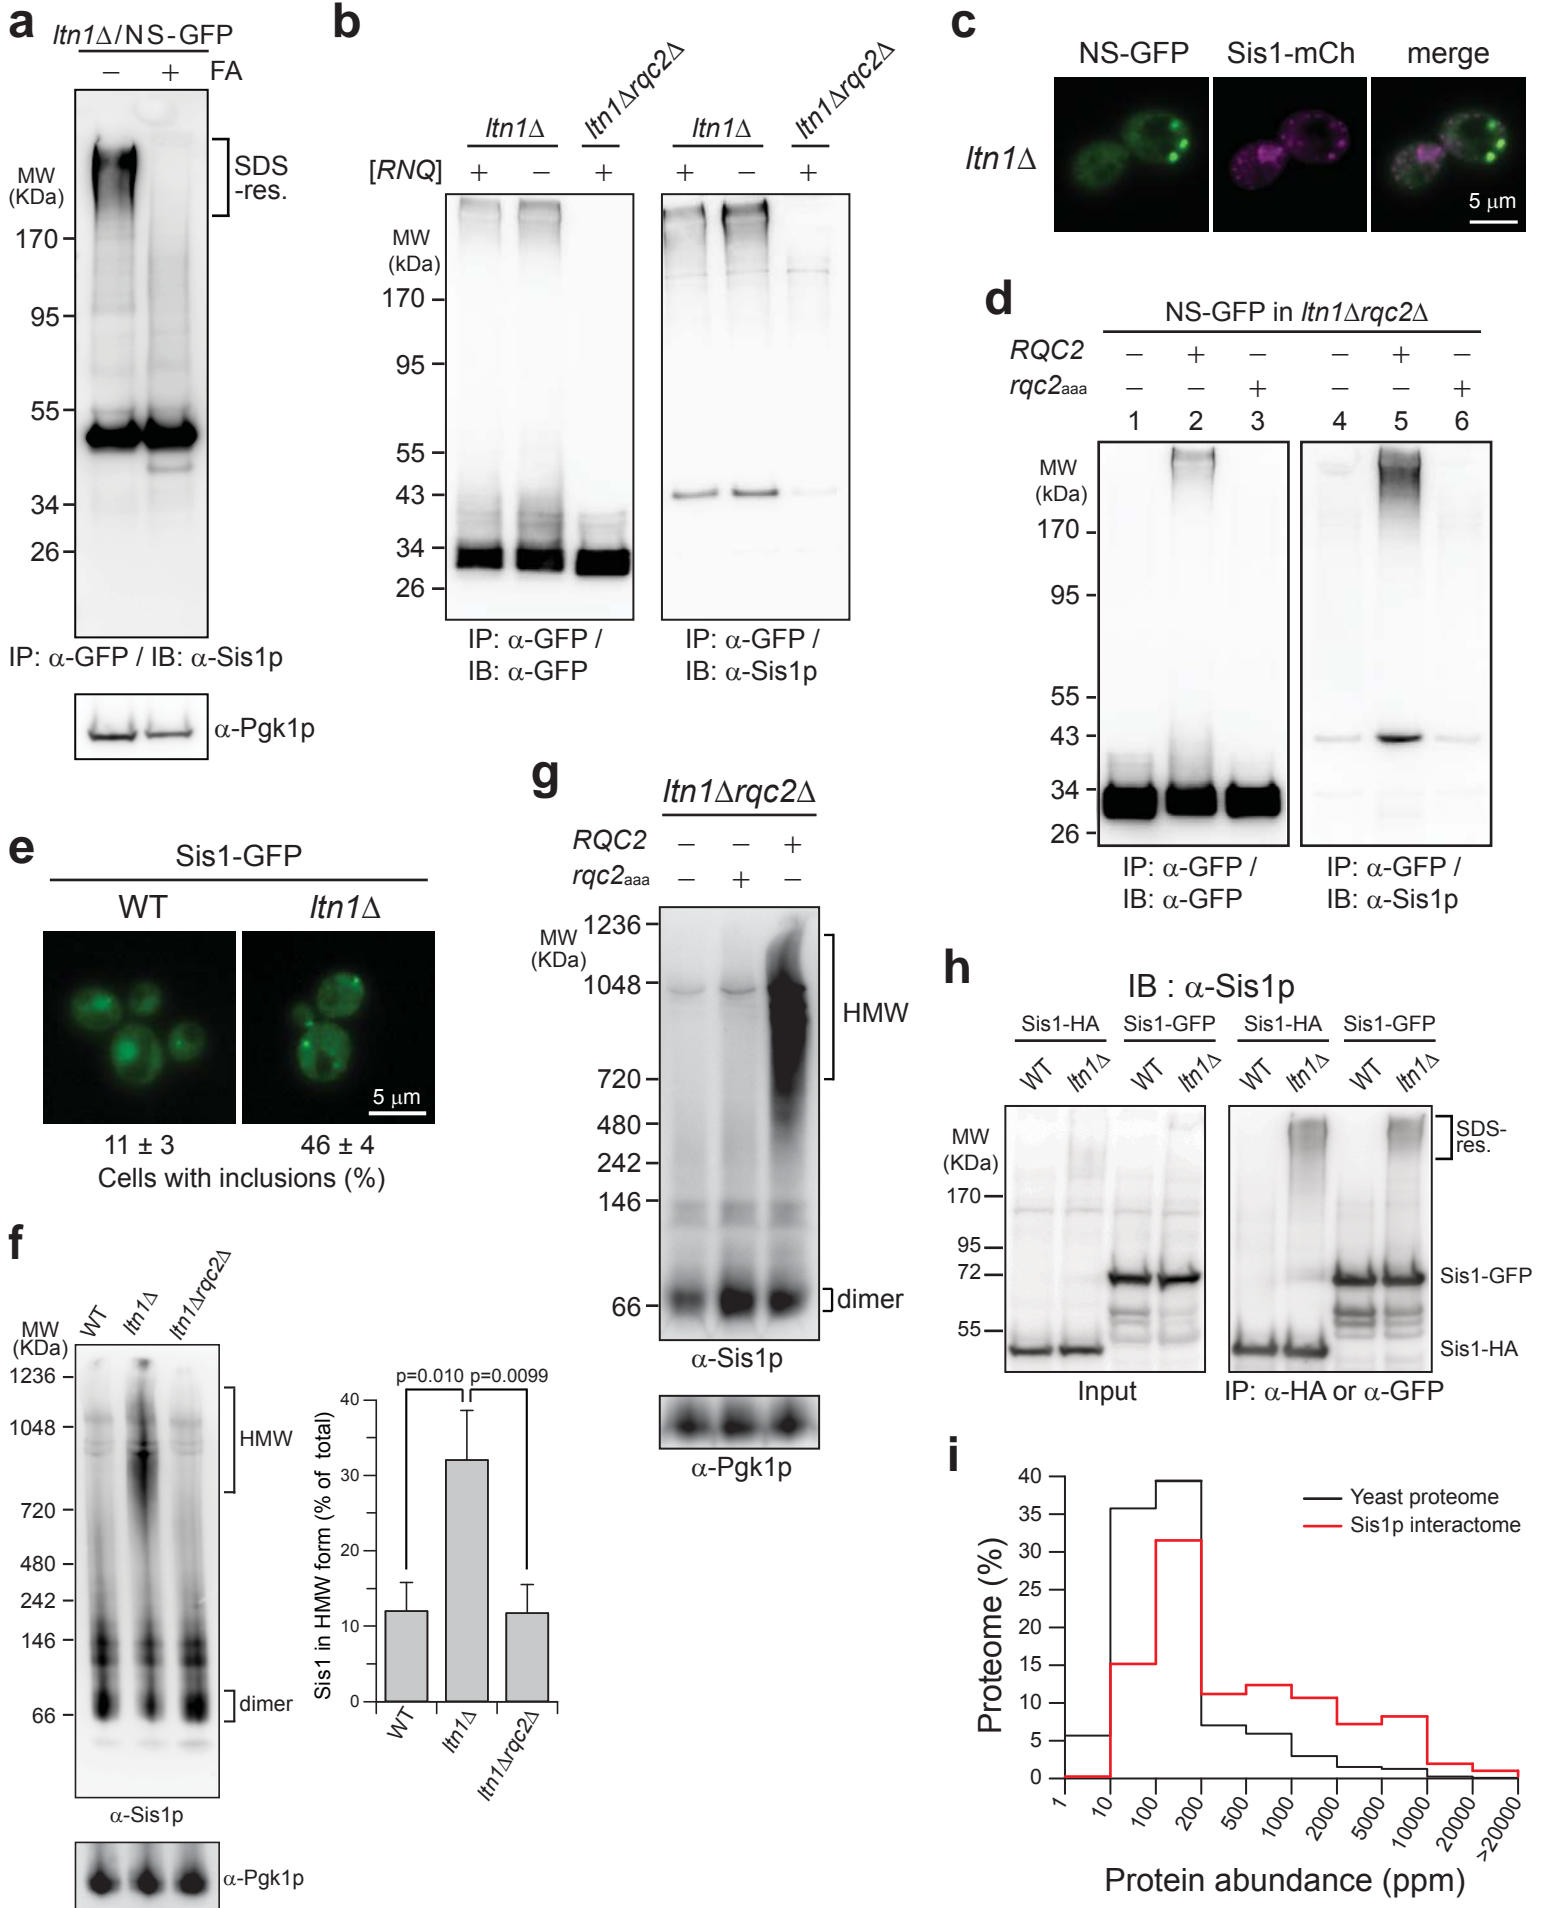 a
ltn1Δ/NS-GFP
− + FA
MW
(KDa)
170
95
55
34
26
SDS
-res.
IP: α-GFP / IB: α-Sis1p
α-Pgk1p
b
ltn1Δ ltn1Δrqc2Δ ltn1Δ ltn1Δrqc2Δ
[RNQ] + − + + − +
MW
(kDa)
170
95
55
43
34
26
IP: α-GFP / IB: α-GFP
IP: α-GFP / IB: α-Sis1p
c
NS-GFP Sis1-mCh merge
ltn1Δ
5 μm
d
NS-GFP in ltn1Δrqc2Δ
RQC2 − + − − + −
rqc2aaa − − + − − +
1 2 3 4 5 6
MW
(kDa)
170
95
55
43
34
26
IP: α-GFP / IB: α-GFP
IP: α-GFP / IB: α-Sis1p
e
Sis1-GFP
WT ltn1Δ
5 μm
11 ± 3 46 ± 4
Cells with inclusions (%)
f
WT ltn1Δ ltn1Δrqc2Δ
MW
(KDa)
1236
1048
720
480
242
146
66
HMW
dimer
α-Sis1p
α-Pgk1p
p=0.010 p=0.0099
Sis1 in HMW form (% of total)
40
30
20
10
0
WT ltn1Δ ltn1Δrqc2Δ
g
ltn1Δrqc2Δ
RQC2 − − +
rqc2aaa − + −
MW
(KDa)
1236
1048
720
480
242
146
66
HMW
dimer
α-Sis1p
α-Pgk1p
h
IB : α-Sis1p
Sis1-HA Sis1-GFP Sis1-HA Sis1-GFP
WT ltn1Δ WT ltn1Δ WT ltn1Δ WT ltn1Δ
MW
(KDa)
170
95
72
55
SDS-
res.
Sis1-GFP
Sis1-HA
Input IP: α-HA or α-GFP
i
Yeast proteome
Sis1p interactome
Proteome (%)
40
35
30
25
20
15
10
5
0
1 10 100 200 500 1000 2000 5000 10000 20000 >20000
Protein abundance (ppm)